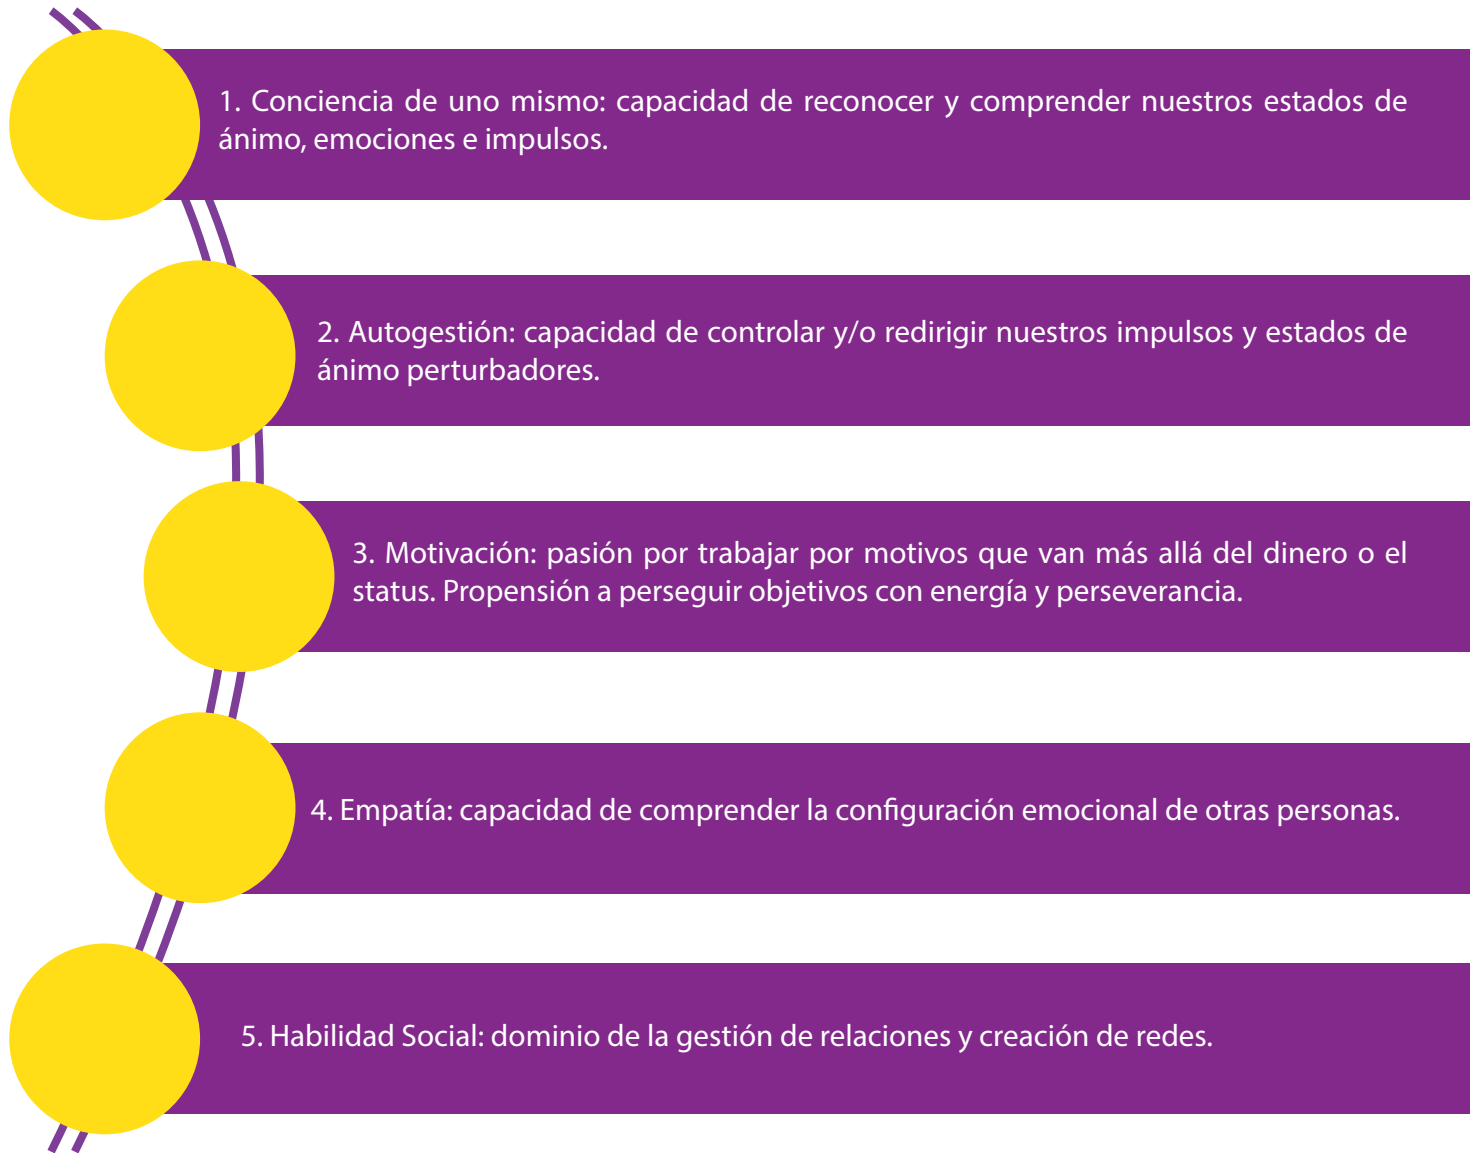 1. Conciencia de uno mismo: capacidad de reconocer y comprender nuestros estados de
ánimo, emociones e impulsos.
2. Autogestión: capacidad de controlar y/o redirigir nuestros impulsos y estados de
ánimo perturbadores.
3. Motivación: pasión por trabajar por motivos que van más allá del dinero o el
status. Propensión a perseguir objetivos con energía y perseverancia.
4. Empatía: capacidad de comprender la configuración emocional de otras personas.
5. Habilidad Social: dominio de la gestión de relaciones y creación de redes.